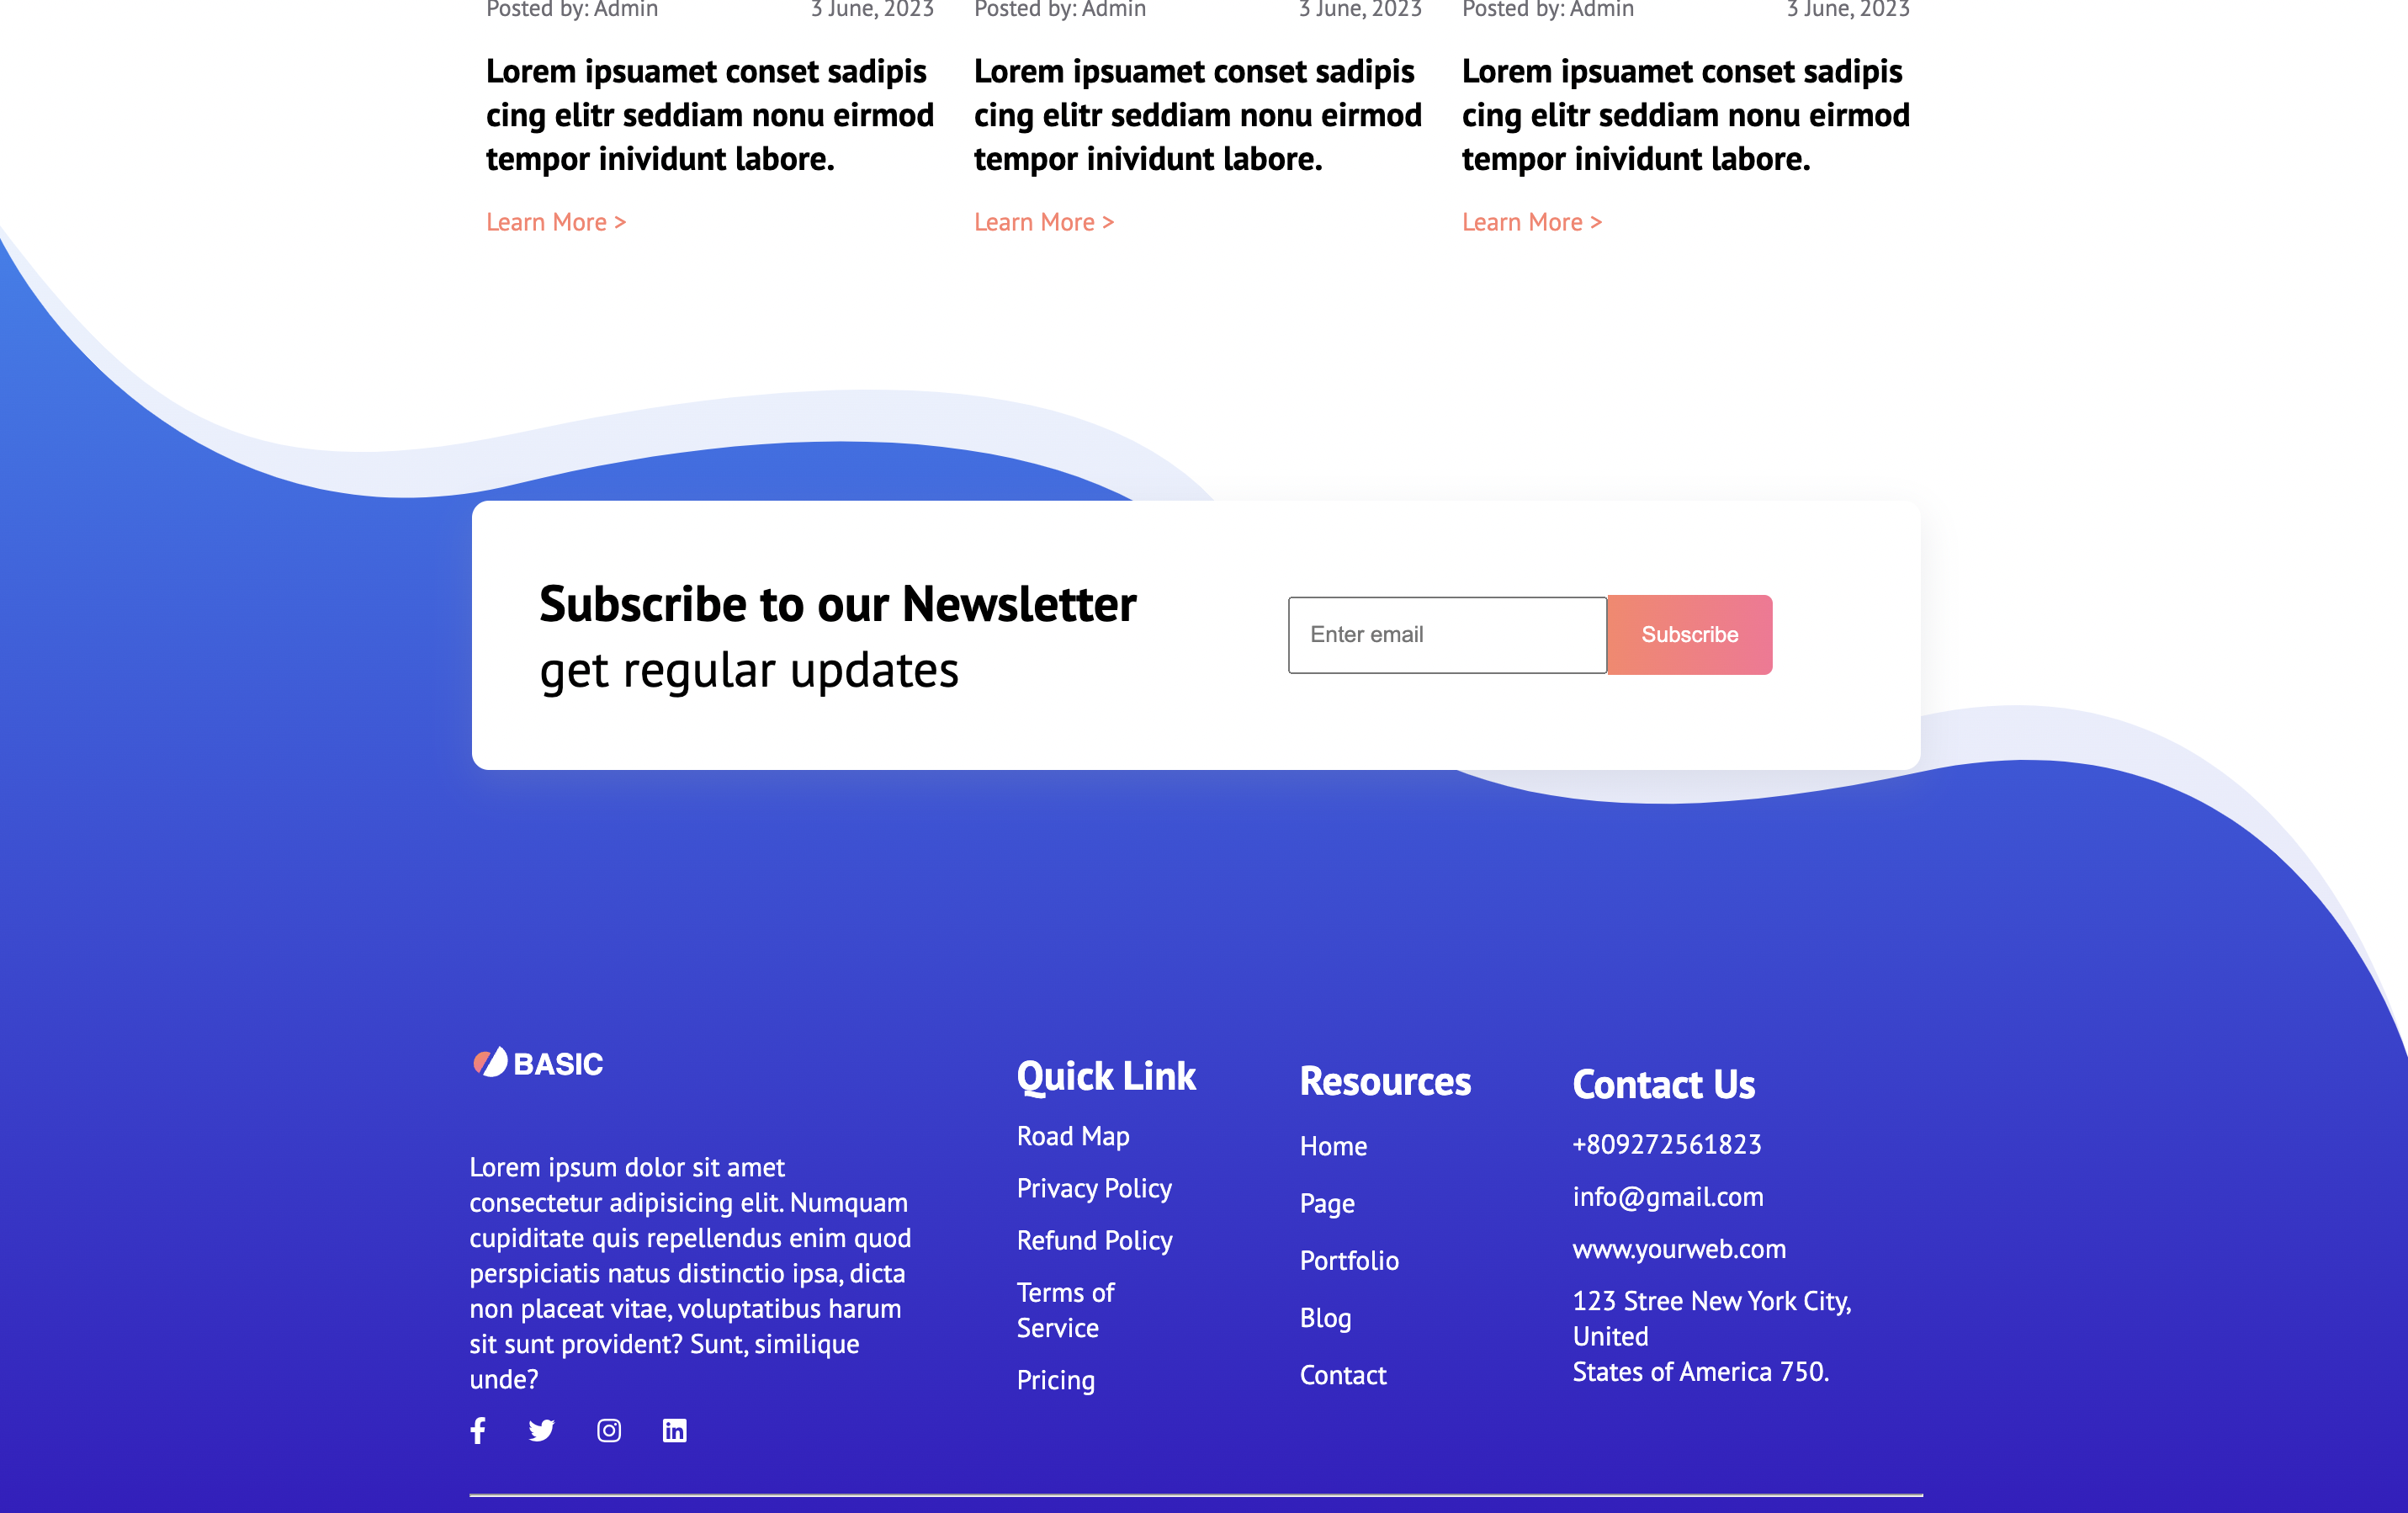 Posted by: Admin 3 June, 2023
Lorem ipsuamet conset sadipis
cing elitr seddiam nonu eirmod
tempor inividunt labore.
Learn More >
Posted by: Admin 3 June, 2023
Lorem ipsuamet conset sadipis
cing elitr seddiam nonu eirmod
tempor inividunt labore.
Learn More >
Posted by: Admin 3 June, 2023
Lorem ipsuamet conset sadipis
cing elitr seddiam nonu eirmod
tempor inividunt labore.
Learn More >
Subscribe to our Newsletter
get regular updates
Enter email
Subscribe
BASIC
Lorem ipsum dolor sit amet
consectetur adipisicing elit. Numquam
cupiditate quis repellendus enim quod
perspiciatis natus distinctio ipsa, dicta
non placeat vitae, voluptatibus harum
sit sunt provident? Sunt, similique
unde?
Quick Link
Road Map
Privacy Policy
Refund Policy
Terms of
Service
Pricing
Resources
Home
Page
Portfolio
Blog
Contact
Contact Us
+809272561823
info@gmail.com
www.yourweb.com
123 Stree New York City,
United
States of America 750.